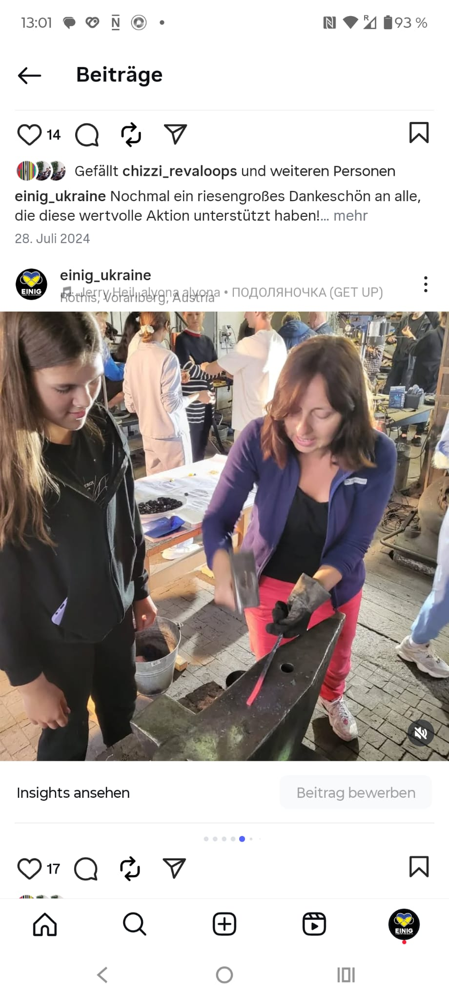 13:01
N
R
93 %
Beiträge
14
Gefällt chizzi_revaloops und weiteren Personen
einig_ukraine Nochmal ein riesengroßes Dankeschön an alle,
die diese wertvolle Aktion unterstützt haben!... mehr
28. Juli 2024
einig_ukraine
Jerry Heil, alyona alyona • ПОДОЛЯНОЧКА (GET UP)
Röthis, Vorarlberg, Austria
EINIG
ERGY
Insights ansehen
Beitrag bewerben
17
EINIG